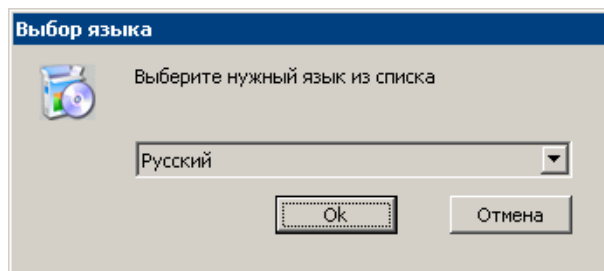 Выбор языка
Выберите нужный язык из списка
Русский
Ok Отмена